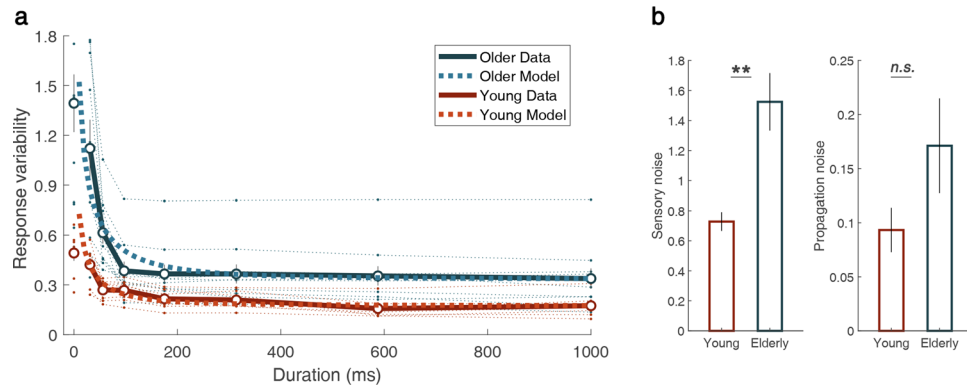 a
1.8
1.5
1.2
0.9
0.6
0.3
0
Response variability
0
200
400
600
800
1000
Duration (ms)
Older Data
Older Model
Young Data
Young Model
b
1.8
1.6
1.4
1.2
1
0.8
0.6
0.4
0.2
0
Sensory noise
**
Young
Elderly
0.25
0.2
0.15
0.1
0.05
0
Propagation noise
n.s.
Young
Elderly